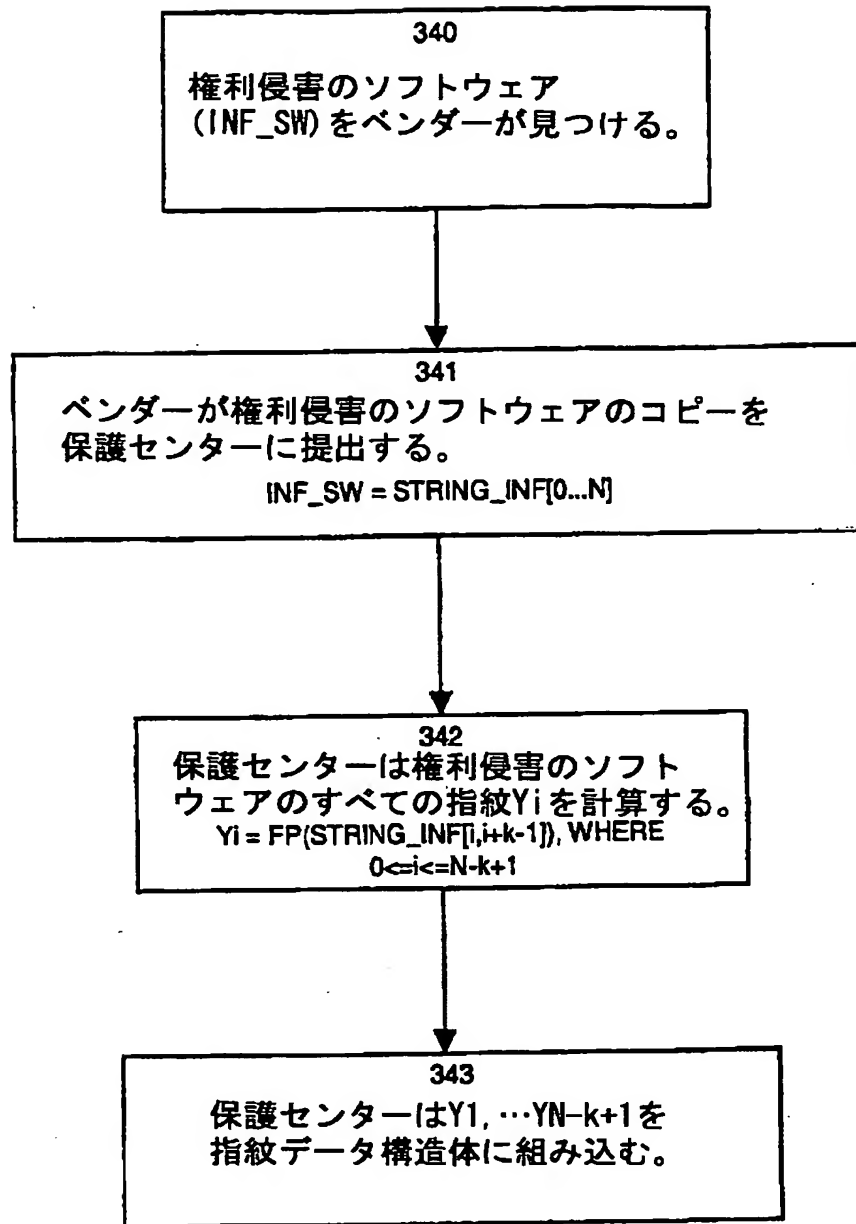 340
権利侵害のソフトウェア
(INF_SW)をベンダーが見つける。
341
ベンダーが権利侵害のソフトウェアのコピーを
保護センターに提出する。
INF_SW = STRING_INF[0...N]
342
保護センターは権利侵害のソフト
ウェアのすべての指紋Yiを計算する。
Yi = FP(STRING_INF[i,i+k-1]), WHERE
0<=i<=N-k+1
343
保護センターはY1,…YN-k+1を
指紋データ構造体に組み込む。